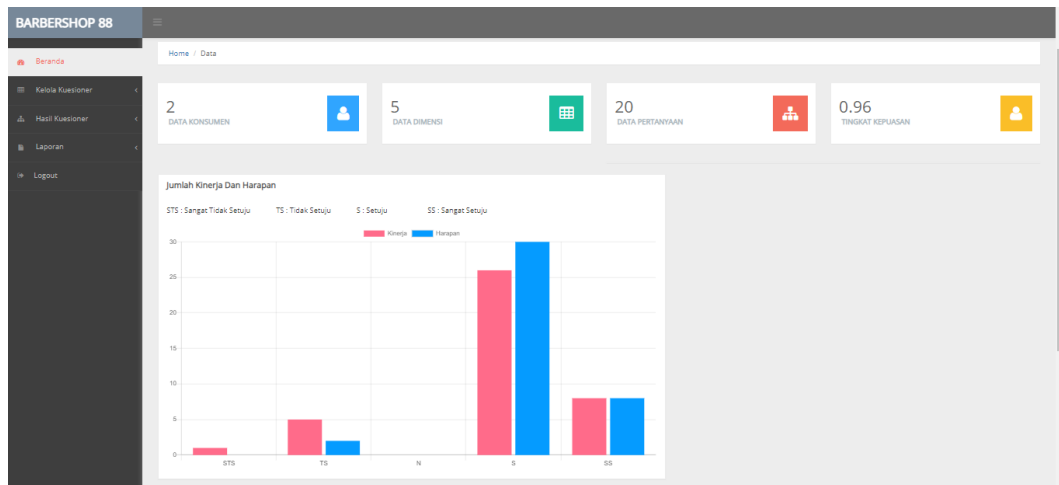 BARBERSHOP 88
Home / Data
Beranda
Kelola Kuesioner
Hasil Kuesioner
Laporan
Logout
2
DATA KONSUMEN
5
DATA DIMENSI
20
DATA PERTANYAAN
0.96
TINGKAT KEPUASAN
Jumlah Kinerja Dan Harapan
STS : Sangat Tidak Setuju TS : Tidak Setuju S : Setuju SS : Sangat Setuju
Kinerja Harapan
30
25
20
15
10
5
0
STS TS N S SS